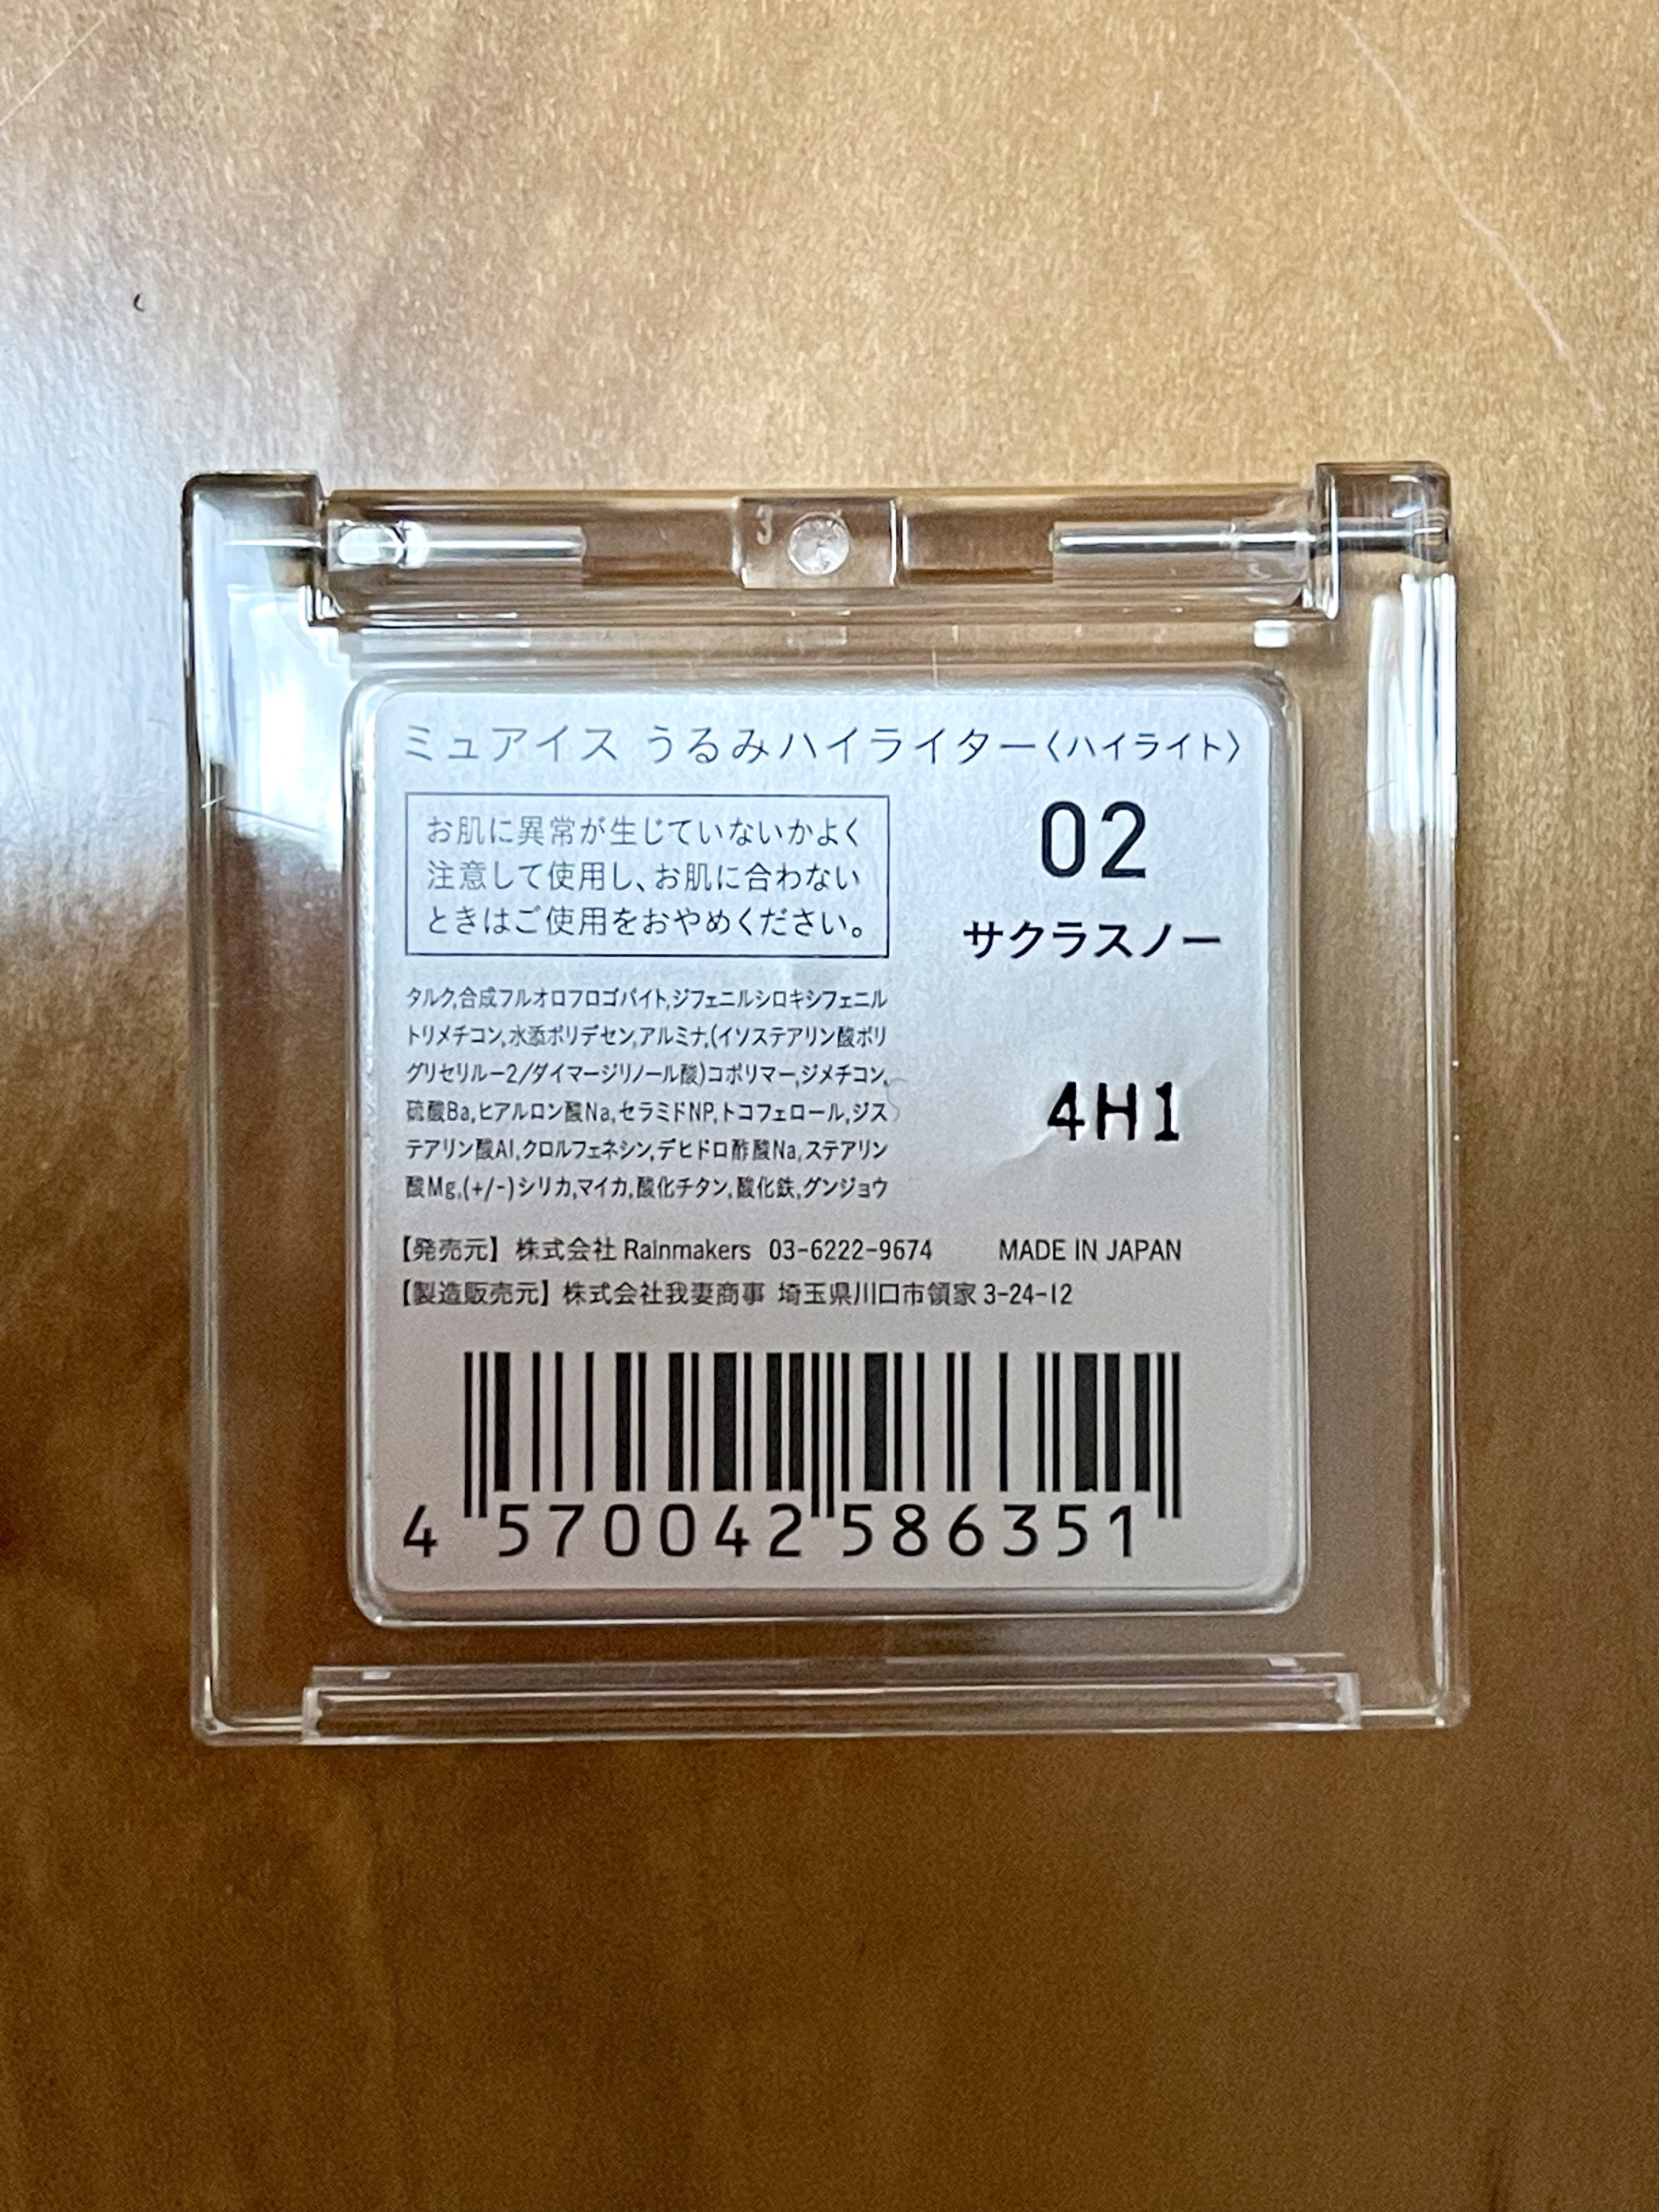 3
ミュアイス うるみハイライター〈ハイライト〉
お肌に異常が生じていないかよく
注意して使用し、お肌に合わない
ときはご使用をおやめください。
02
サクラスノー
タルク,合成フルオロフロゴパイト,ジフェニルシロキシフェニル
トリメチコン,水添ポリデセン,アルミナ,(イソステアリン酸ポリ
グリセリル−2/ダイマージリノール酸)コポリマー,ジメチコン,
硫酸Ba,ヒアルロン酸Na,セラミドNP,トコフェロール,ジス
テアリン酸Al,クロルフェネシン,デヒドロ酢酸Na,ステアリン
酸Mg,(+/-)シリカ,マイカ,酸化チタン,酸化鉄,グンジョウ
4H1
【発売元】株式会社 Rainmakers 03-6222-9674 MADE IN JAPAN
【製造販売元】株式会社我妻商事 埼玉県川口市領家 3-24-12
4 570042 586351